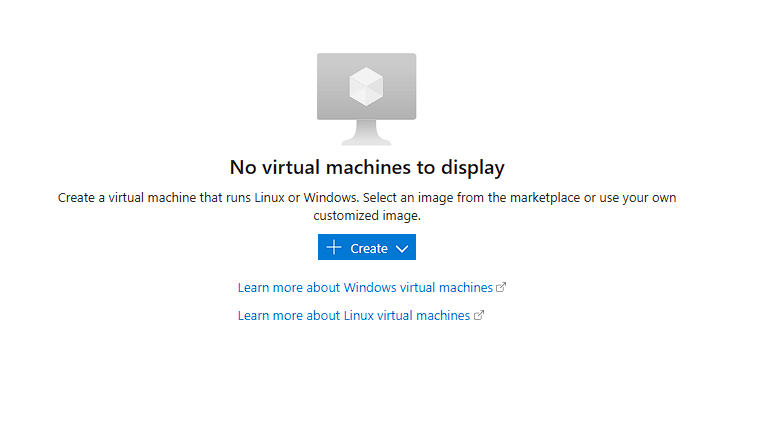 No virtual machines to display
Create a virtual machine that runs Linux or Windows. Select an image from the marketplace or use your own
customized image.
Create
Learn more about Windows virtual machines
Learn more about Linux virtual machines